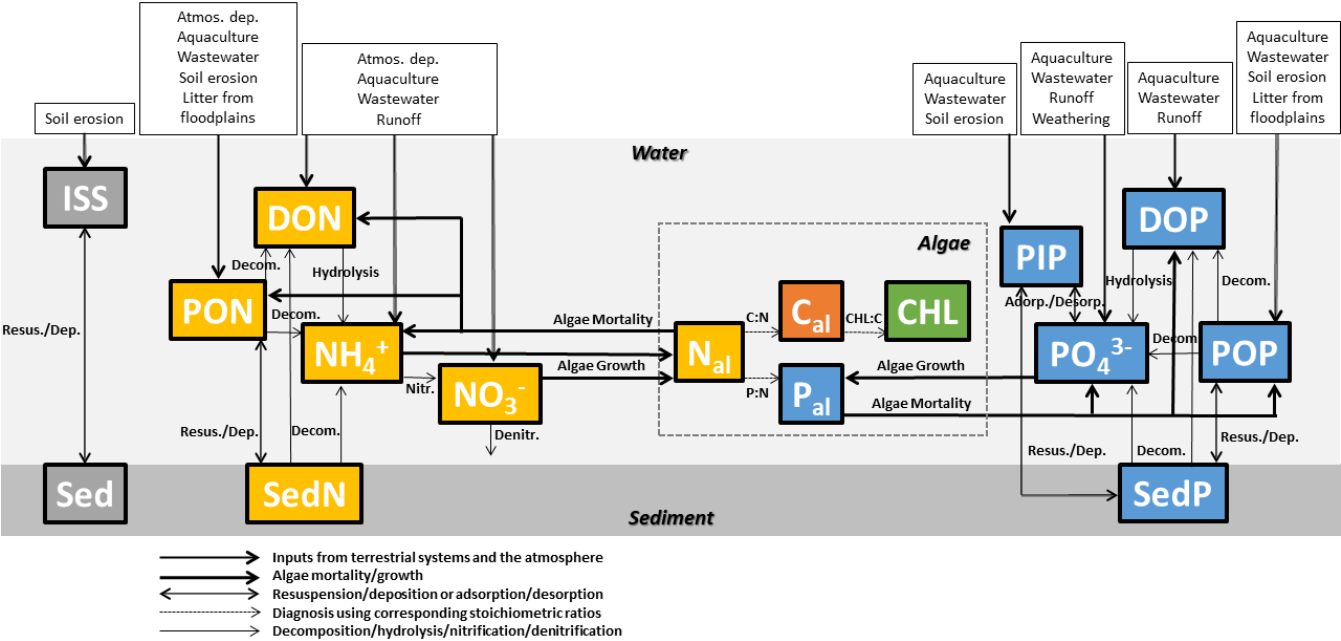 Atmos. dep.
Aquaculture
Wastewater
Soil erosion
Litter from
floodplains
Atmos. dep.
Aquaculture
Wastewater
Runoff
Soil erosion
Aquaculture
Wastewater
Soil erosion
Aquaculture
Wastewater
Runoff
Weathering
Aquaculture
Wastewater
Runoff
Aquaculture
Wastewater
Soil erosion
Litter from
floodplains
Water
ISS
DON
PON
NH₄⁺
NO₃⁻
Decom.
Hydrolysis
Decom.
Nitr.
Denitr.
Resus./Dep.
Resus./Dep.
Decom.
Algae Mortality
Algae Growth
Algae
N_al
C:N
C_al
CHL:C
CHL
P:N
P_al
Algae Growth
Algae Mortality
PIP
DOP
Adorp./Desorp.
Hydrolysis
Decom.
PO₄³⁻
Decom
POP
Resus./Dep.
Decom.
Resus./Dep.
Sed
SedN
SedP
Sediment
Inputs from terrestrial systems and the atmosphere
Algae mortality/growth
Resuspension/deposition or adsorption/desorption
Diagnosis using corresponding stoichiometric ratios
Decomposition/hydrolysis/nitrification/denitrification